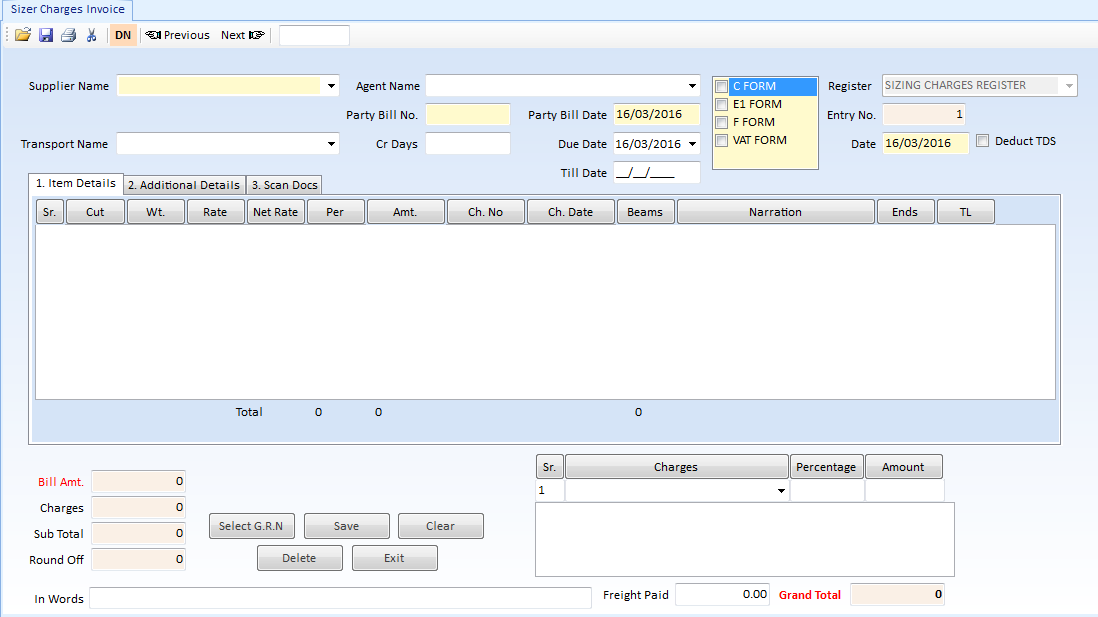 Sizer Charges Invoice
DN Previous Next
Supplier Name Agent Name C FORM Register SIZING CHARGES REGISTER
E1 FORM
Party Bill No. Party Bill Date 16/03/2016 Entry No. 1
F FORM
Transport Name Cr Days Due Date 16/03/2016 VAT FORM Date 16/03/2016 Deduct TDS
Till Date __/__/____
1. Item Details 2. Additional Details 3. Scan Docs
Sr. Cut Wt. Rate Net Rate Per Amt. Ch. No Ch. Date Beams Narration Ends TL
Total 0 0 0
Sr. Charges Percentage Amount
Bill Amt. 0 1
Charges 0
Select G.R.N Save Clear
Sub Total 0
Delete Exit
Round Off 0
In Words Freight Paid 0.00 Grand Total 0